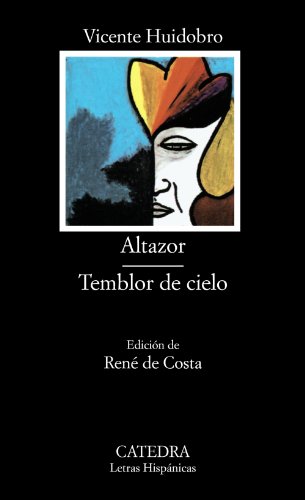 Vicente Huidobro
Altazor
Temblor de cielo
Edición de
René de Costa
CATEDRA
Letras Hispánicas